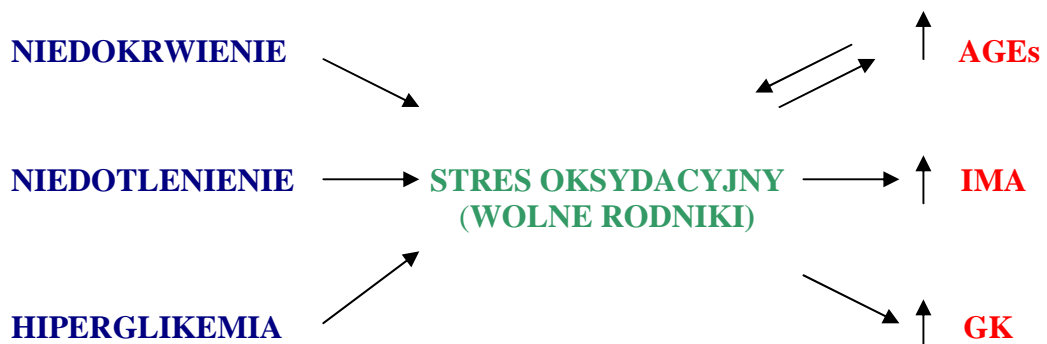 NIEDOKRWIENIE
AGEs
NIEDOTLENIENIE
STRES OKSYDACYJNY
(WOLNE RODNIKI)
IMA
HIPERGLIKEMIA
GK